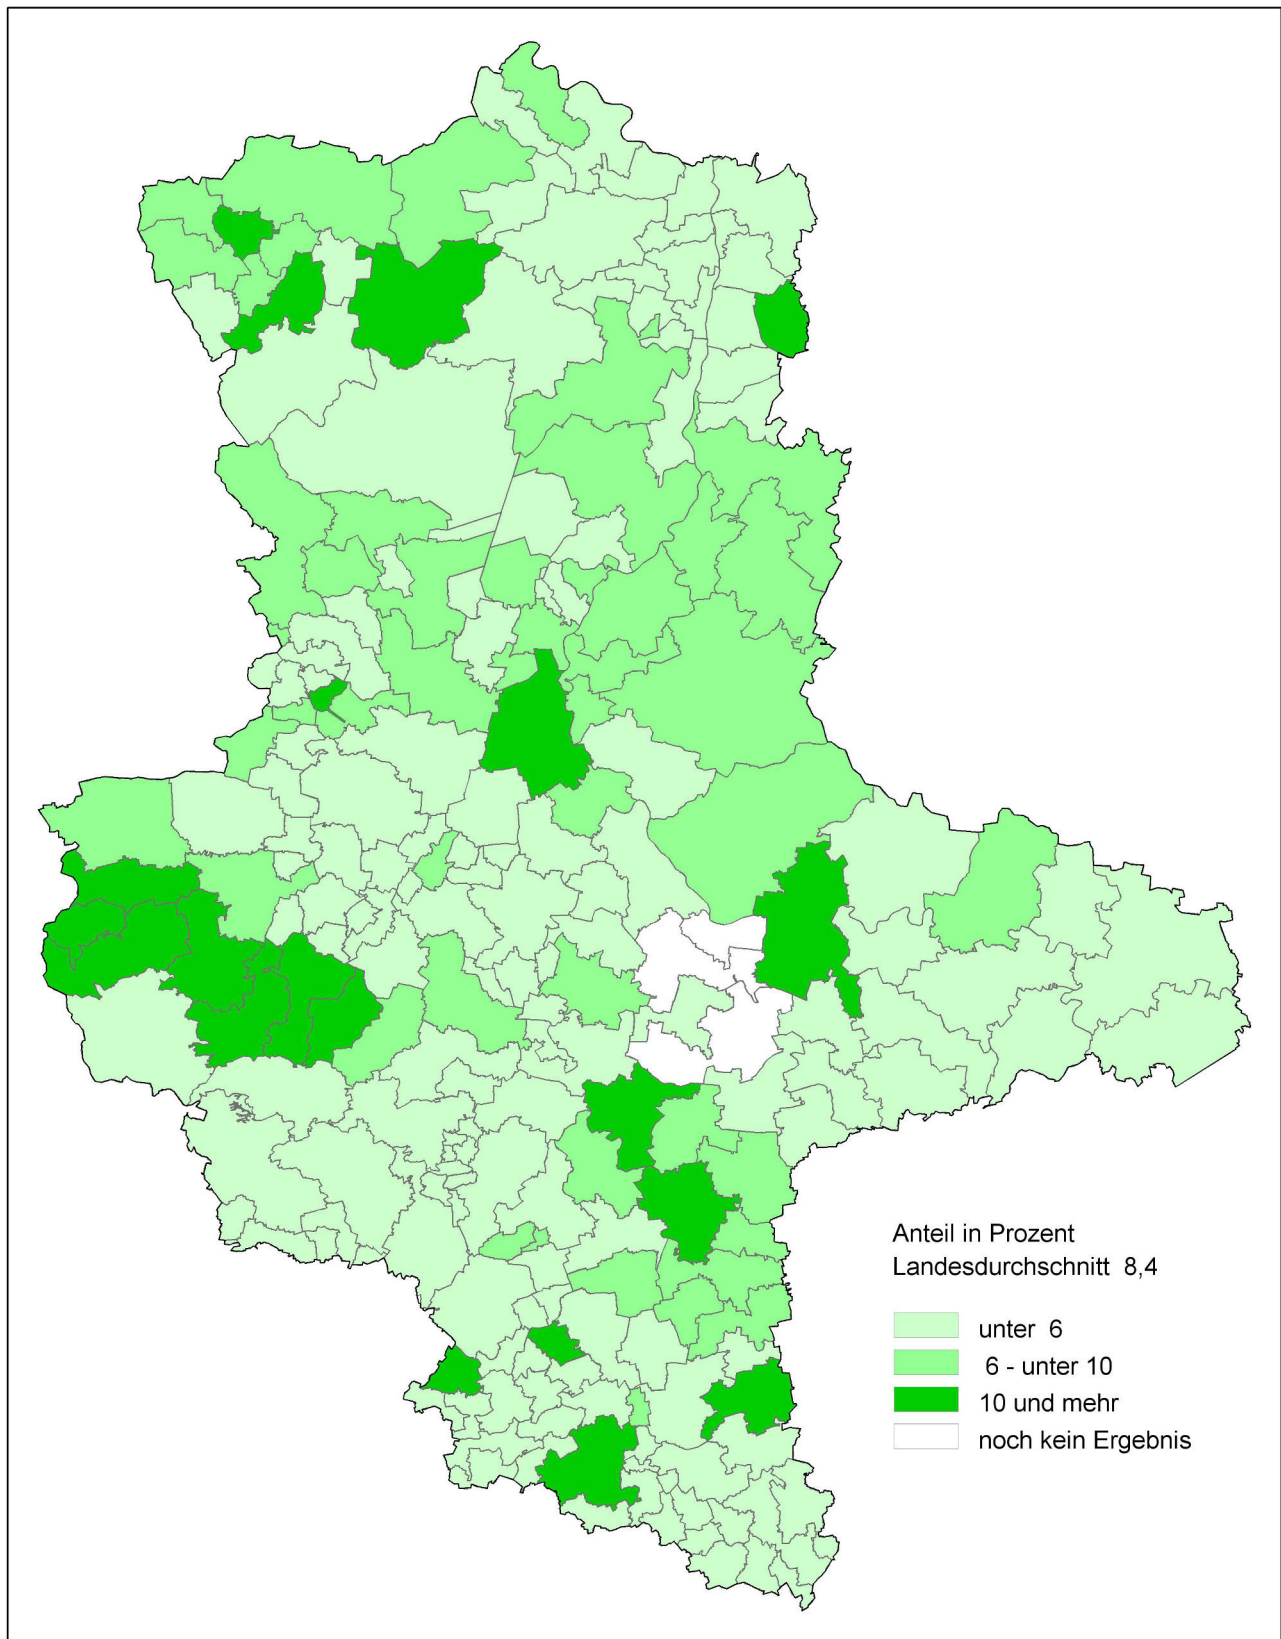 Anteil in Prozent
Landesdurchschnitt 8,4
unter 6
6 - unter 10
10 und mehr
noch kein Ergebnis